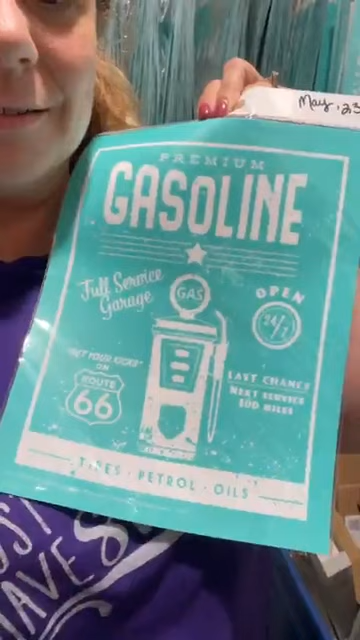 May, 23
PREMIUM
GASOLINE
Full Service
Garage
GAS
OPEN
24/7
"GET YOUR KICKS"
ON
ROUTE
66
LAST CHANCE
NEXT SERVICE
100 MILES
TIRES · PETROL · OILS